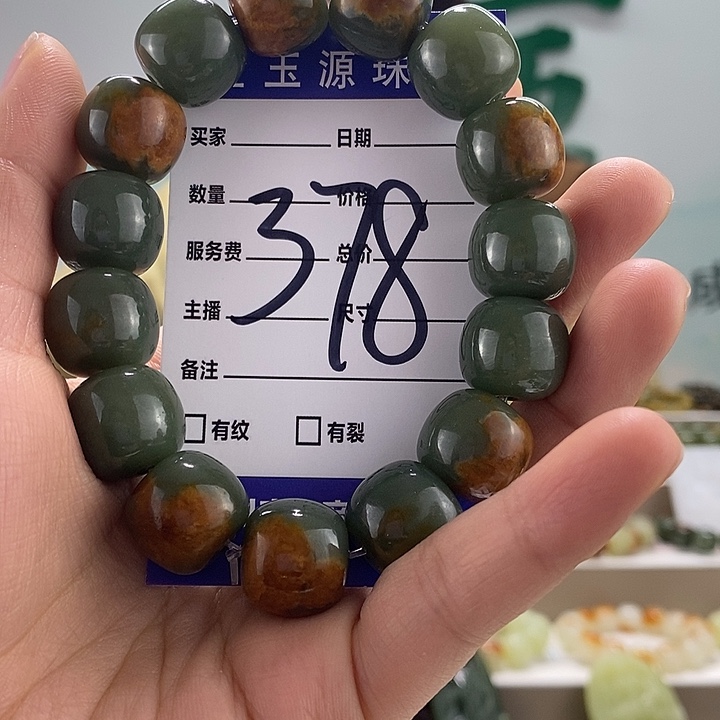 玉源珠
买家 日期
数量 价格
服务费 总价
378
主播 尺寸
备注
有纹 有裂